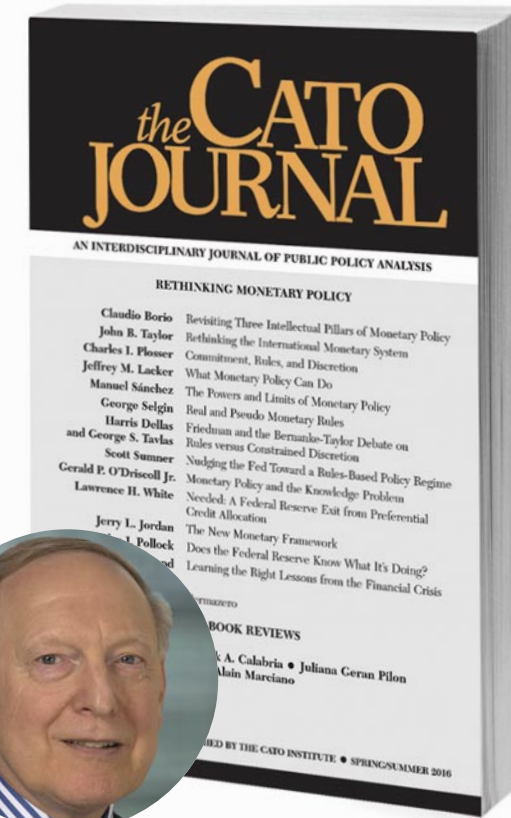 the CATO
JOURNAL
AN INTERDISCIPLINARY JOURNAL OF PUBLIC POLICY ANALYSIS
RETHINKING MONETARY POLICY
Claudio Borio Revisiting Three Intellectual Pillars of Monetary Policy
John B. Taylor Rethinking the International Monetary System
Charles I. Plosser Commitment, Rules, and Discretion
Jeffrey M. Lacker What Monetary Policy Can Do
Manuel Sánchez The Powers and Limits of Monetary Policy
George Selgin Real and Pseudo Monetary Rules
Harris Dellas Friedman and the Bernanke-Taylor Debate on
and George S. Tavlas Rules versus Constrained Discretion
Scott Sumner Nudging the Fed Toward a Rules-Based Policy Regime
Gerald P. O'Driscoll Jr. Monetary Policy and the Knowledge Problem
Lawrence H. White Needed: A Federal Reserve Exit from Preferential
Credit Allocation
Jerry L. Jordan The New Monetary Framework
J. Pollock Does the Federal Reserve Know What It's Doing?
Learning the Right Lessons from the Financial Crisis
BOOK REVIEWS
A. Calabria ● Juliana Geran Pilon
Alain Marciano
BY THE CATO INSTITUTE ● SPRING/SUMMER 2016